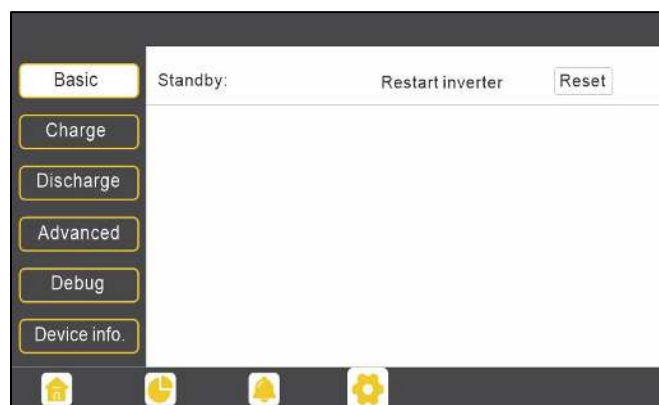 Basic
Standby: Restart inverter Reset
Charge
Discharge
Advanced
Debug
Device info.